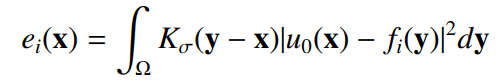 e_i(x) = ∫_Ω K_σ(y − x)|u_0(x) − f_i(y)|^2 dy